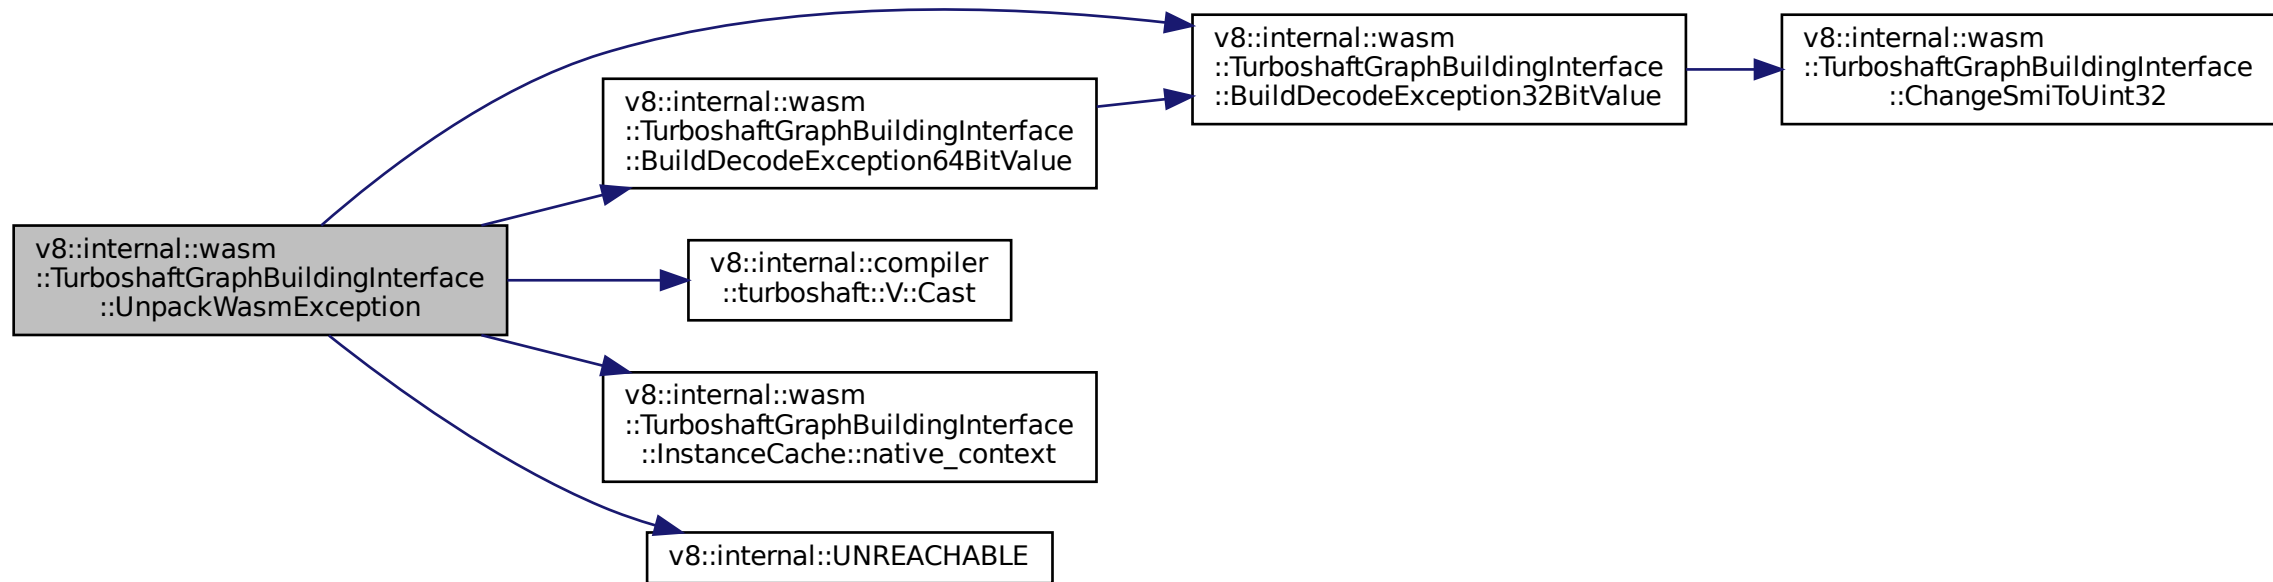 v8::internal::wasm
::TurboshaftGraphBuildingInterface
::UnpackWasmException
v8::internal::wasm
::TurboshaftGraphBuildingInterface
::BuildDecodeException64BitValue
v8::internal::wasm
::TurboshaftGraphBuildingInterface
::BuildDecodeException32BitValue
v8::internal::wasm
::TurboshaftGraphBuildingInterface
::ChangeSmiToUint32
v8::internal::compiler
::turboshaft::V::Cast
v8::internal::wasm
::TurboshaftGraphBuildingInterface
::InstanceCache::native_context
v8::internal::UNREACHABLE